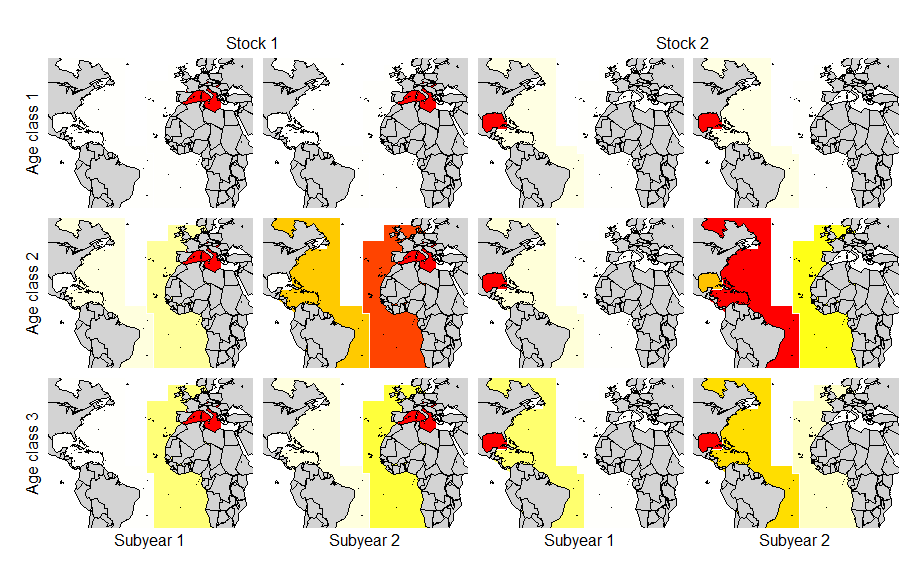 Stock 1
Stock 2
Age class 1
Age class 2
Age class 3
Subyear 1
Subyear 2
Subyear 1
Subyear 2